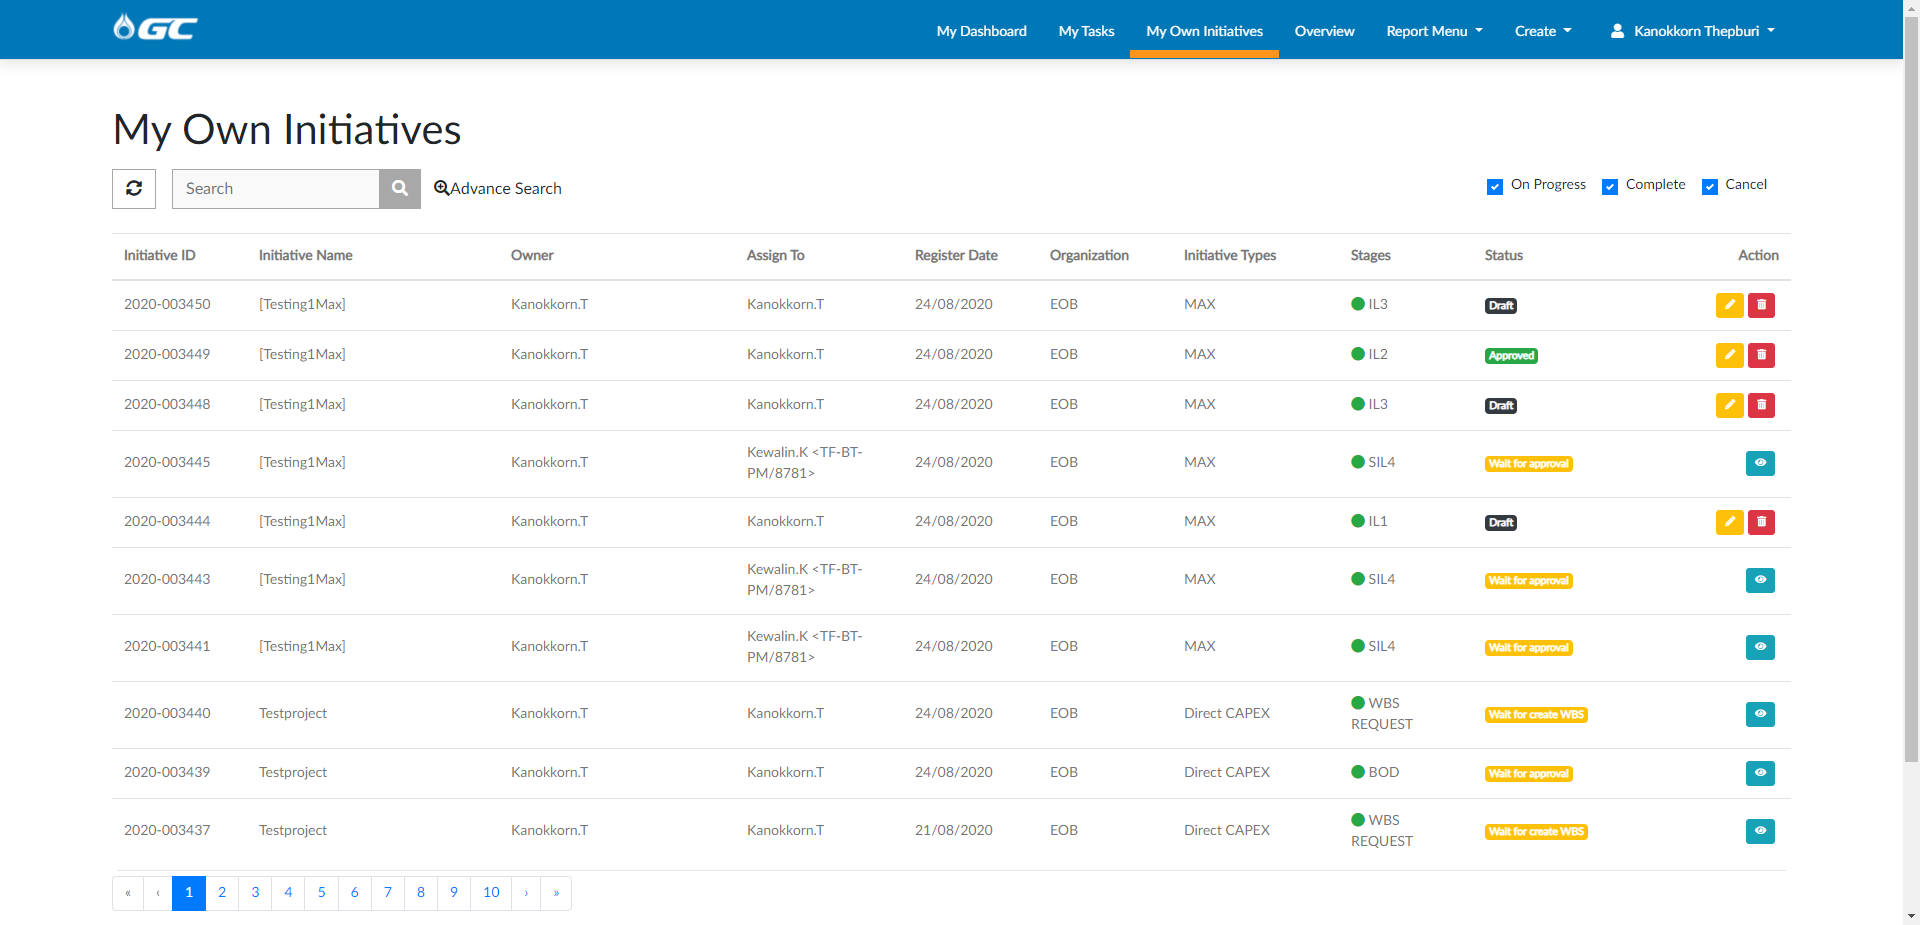 GC
My Dashboard My Tasks My Own Initiatives Overview Report Menu Create Kanokkorn Thepburi
My Own Initiatives
Search Advance Search On Progress Complete Cancel
Initiative ID Initiative Name Owner Assign To Register Date Organization Initiative Types Stages Status Action
2020-003450 [Testing1Max] Kanokkorn.T Kanokkorn.T 24/08/2020 EOB MAX IL3 Draft
2020-003449 [Testing1Max] Kanokkorn.T Kanokkorn.T 24/08/2020 EOB MAX IL2 Approved
2020-003448 [Testing1Max] Kanokkorn.T Kanokkorn.T 24/08/2020 EOB MAX IL3 Draft
2020-003445 [Testing1Max] Kanokkorn.T Kewalin.K <TF-BT-
PM/8781> 24/08/2020 EOB MAX SIL4 Wait for approval
2020-003444 [Testing1Max] Kanokkorn.T Kanokkorn.T 24/08/2020 EOB MAX IL1 Draft
2020-003443 [Testing1Max] Kanokkorn.T Kewalin.K <TF-BT-
PM/8781> 24/08/2020 EOB MAX SIL4 Wait for approval
2020-003441 [Testing1Max] Kanokkorn.T Kewalin.K <TF-BT-
PM/8781> 24/08/2020 EOB MAX SIL4 Wait for approval
2020-003440 Testproject Kanokkorn.T Kanokkorn.T 24/08/2020 EOB Direct CAPEX WBS
REQUEST Wait for create WBS
2020-003439 Testproject Kanokkorn.T Kanokkorn.T 24/08/2020 EOB Direct CAPEX BOD Wait for approval
2020-003437 Testproject Kanokkorn.T Kanokkorn.T 21/08/2020 EOB Direct CAPEX WBS
REQUEST Wait for create WBS
« ‹ 1 2 3 4 5 6 7 8 9 10 › »